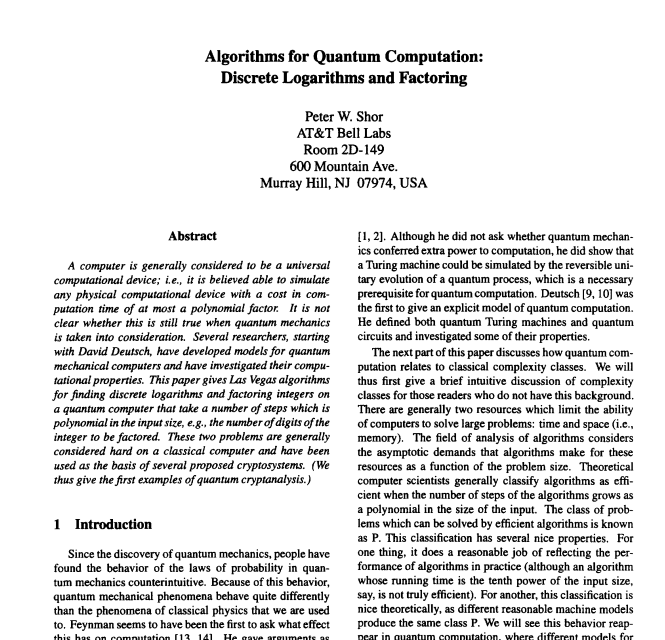 Algorithms for Quantum Computation:
Discrete Logarithms and Factoring
Peter W. Shor
AT&T Bell Labs
Room 2D-149
600 Mountain Ave.
Murray Hill, NJ 07974, USA
Abstract
A computer is generally considered to be a universal
computational device; i.e., it is believed able to simulate
any physical computational device with a cost in com-
putation time of at most a polynomial factor. It is not
clear whether this is still true when quantum mechanics
is taken into consideration. Several researchers, starting
with David Deutsch, have developed models for quantum
mechanical computers and have investigated their compu-
tational properties. This paper gives Las Vegas algorithms
for finding discrete logarithms and factoring integers on
a quantum computer that take a number of steps which is
polynomial in the input size, e.g., the number of digits of the
integer to be factored. These two problems are generally
considered hard on a classical computer and have been
used as the basis of several proposed cryptosystems. (We
thus give the first examples of quantum cryptanalysis.)
1 Introduction
Since the discovery of quantum mechanics, people have
found the behavior of the laws of probability in quan-
tum mechanics counterintuitive. Because of this behavior,
quantum mechanical phenomena behave quite differently
than the phenomena of classical physics that we are used
to. Feynman seems to have been the first to ask what effect
this has on computation [13, 14]. He gave arguments as
[1, 2]. Although he did not ask whether quantum mechan-
ics conferred extra power to computation, he did show that
a Turing machine could be simulated by the reversible uni-
tary evolution of a quantum process, which is a necessary
prerequisite for quantum computation. Deutsch [9, 10] was
the first to give an explicit model of quantum computation.
He defined both quantum Turing machines and quantum
circuits and investigated some of their properties.
The next part of this paper discusses how quantum com-
putation relates to classical complexity classes. We will
thus first give a brief intuitive discussion of complexity
classes for those readers who do not have this background.
There are generally two resources which limit the ability
of computers to solve large problems: time and space (i.e.,
memory). The field of analysis of algorithms considers
the asymptotic demands that algorithms make for these
resources as a function of the problem size. Theoretical
computer scientists generally classify algorithms as effi-
cient when the number of steps of the algorithms grows as
a polynomial in the size of the input. The class of prob-
lems which can be solved by efficient algorithms is known
as P. This classification has several nice properties. For
one thing, it does a reasonable job of reflecting the per-
formance of algorithms in practice (although an algorithm
whose running time is the tenth power of the input size,
say, is not truly efficient). For another, this classification is
nice theoretically, as different reasonable machine models
produce the same class P. We will see this behavior reap-
pear in quantum computation, where different models for